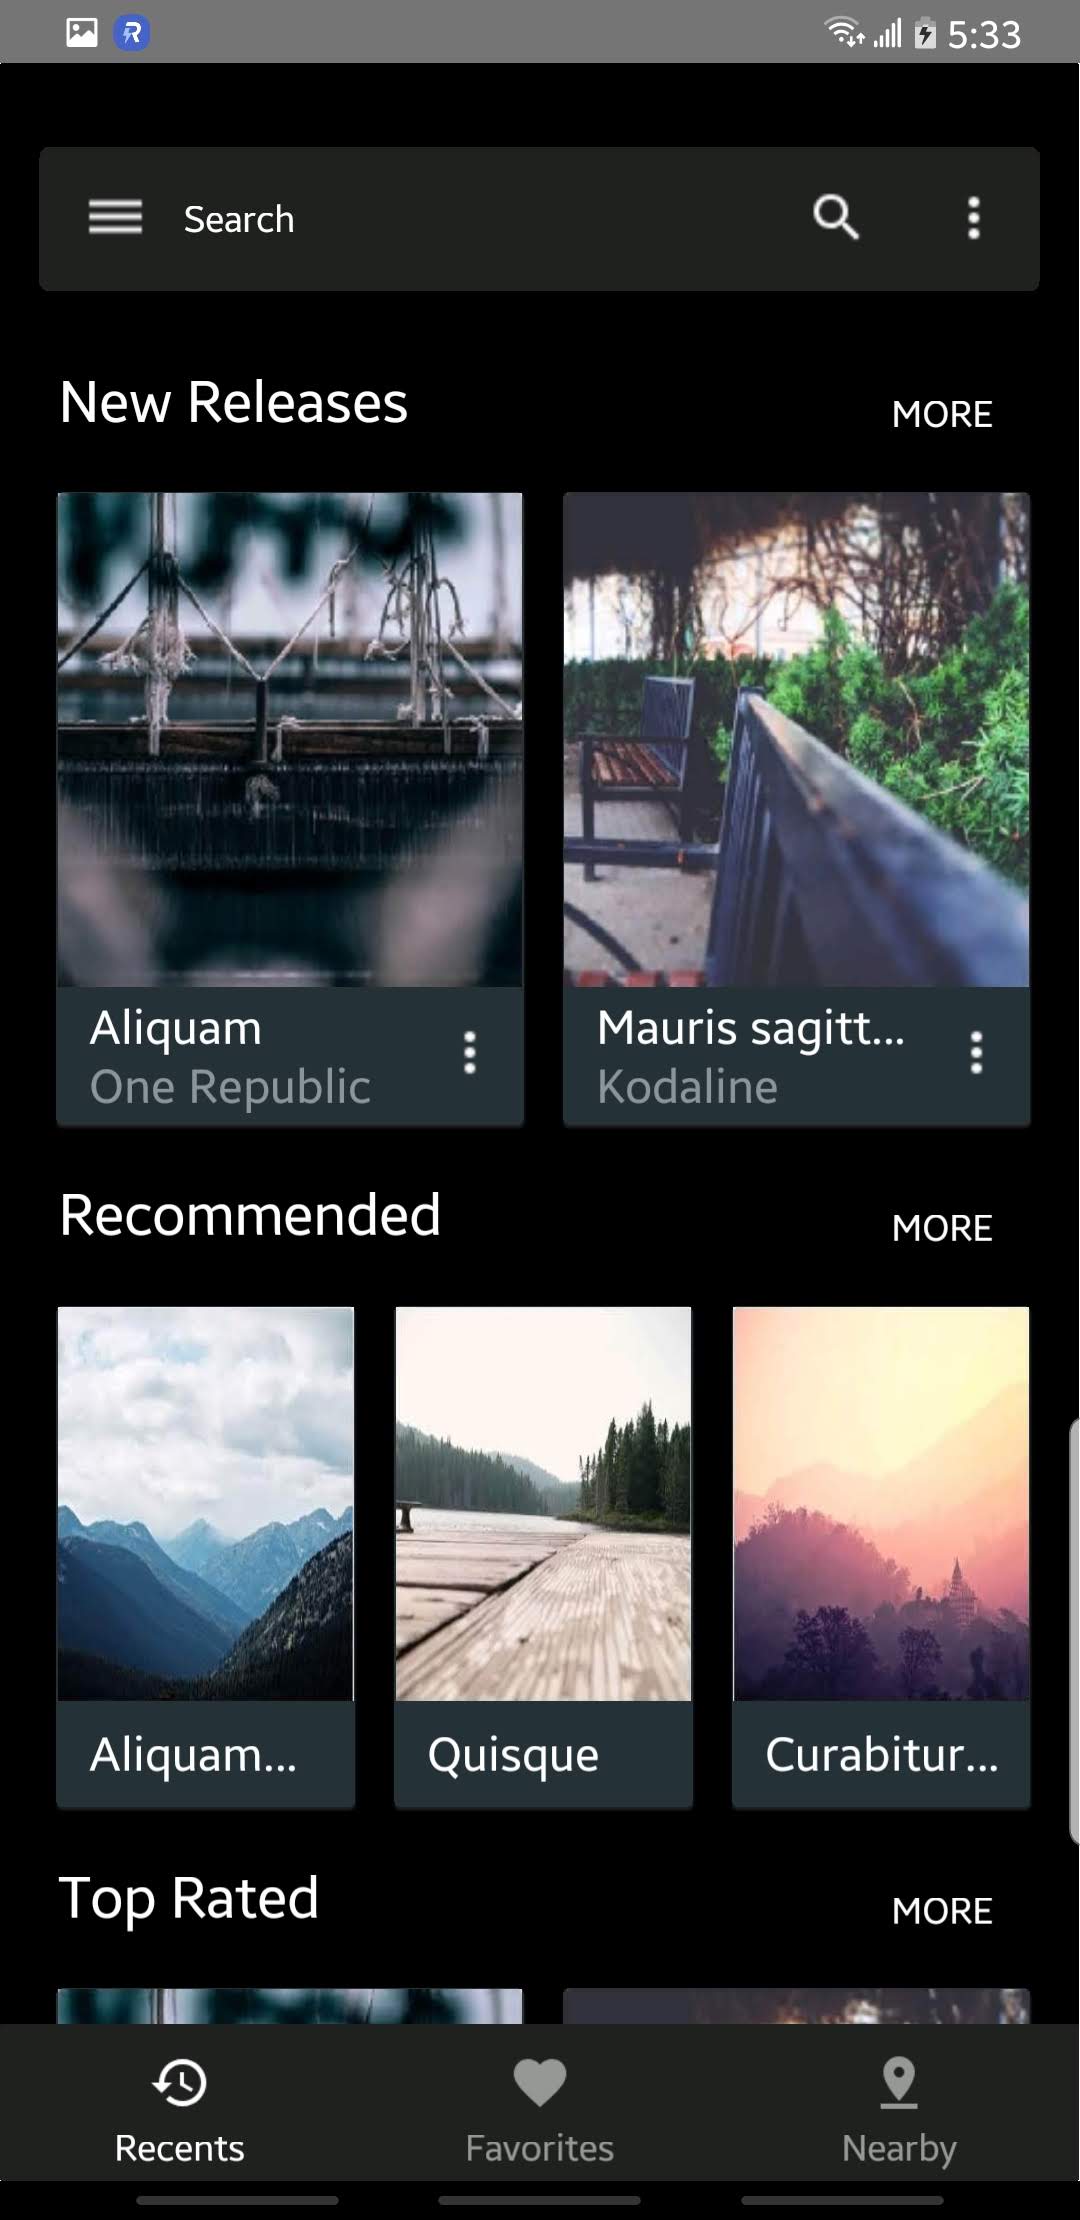 5:33
Search
New Releases
MORE
Aliquam
One Republic
Mauris sagitt...
Kodaline
Recommended
MORE
Aliquam...
Quisque
Curabitur...
Top Rated
MORE
Recents
Favorites
Nearby